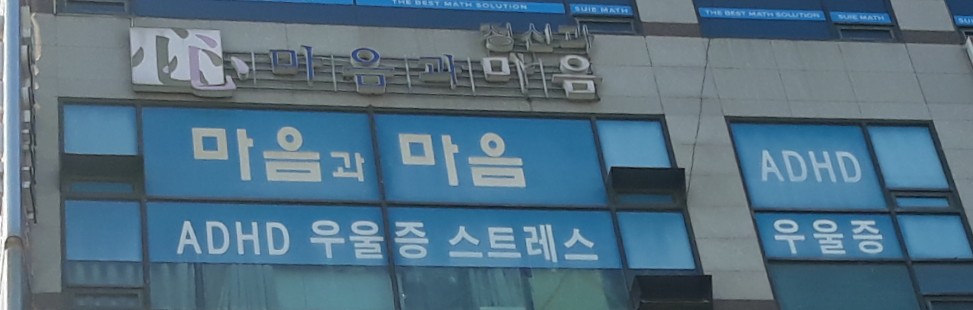 THE BEST MATH SOLUTION SUIE MATH THE BEST MATH SOLUTION SUIE MATH
정신과
마음과마음
마음과 마음
ADHD 우울증 스트레스
ADHD
우울증